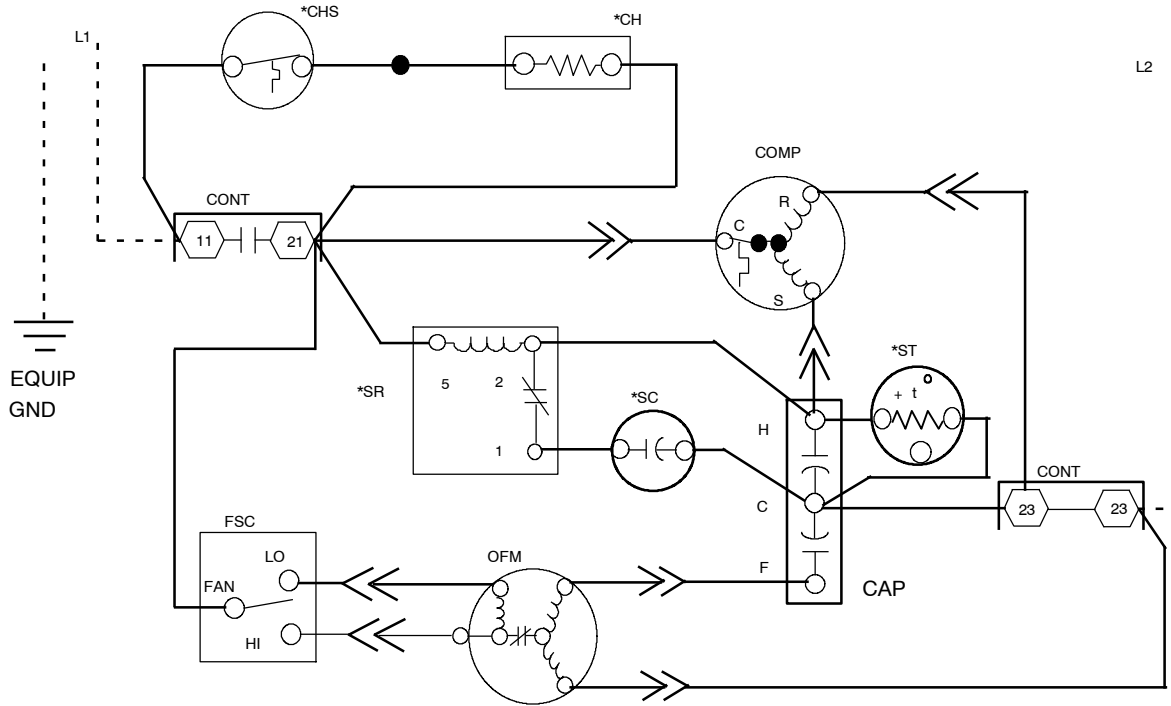 *CHS
*CH
L1
L2
COMP
CONT
R
C
11
21
S
EQUIP
GND
*ST
+ t
*SR
5
2
*SC
1
H
CONT
C
23
23
FSC
LO
OFM
F
FAN
CAP
HI